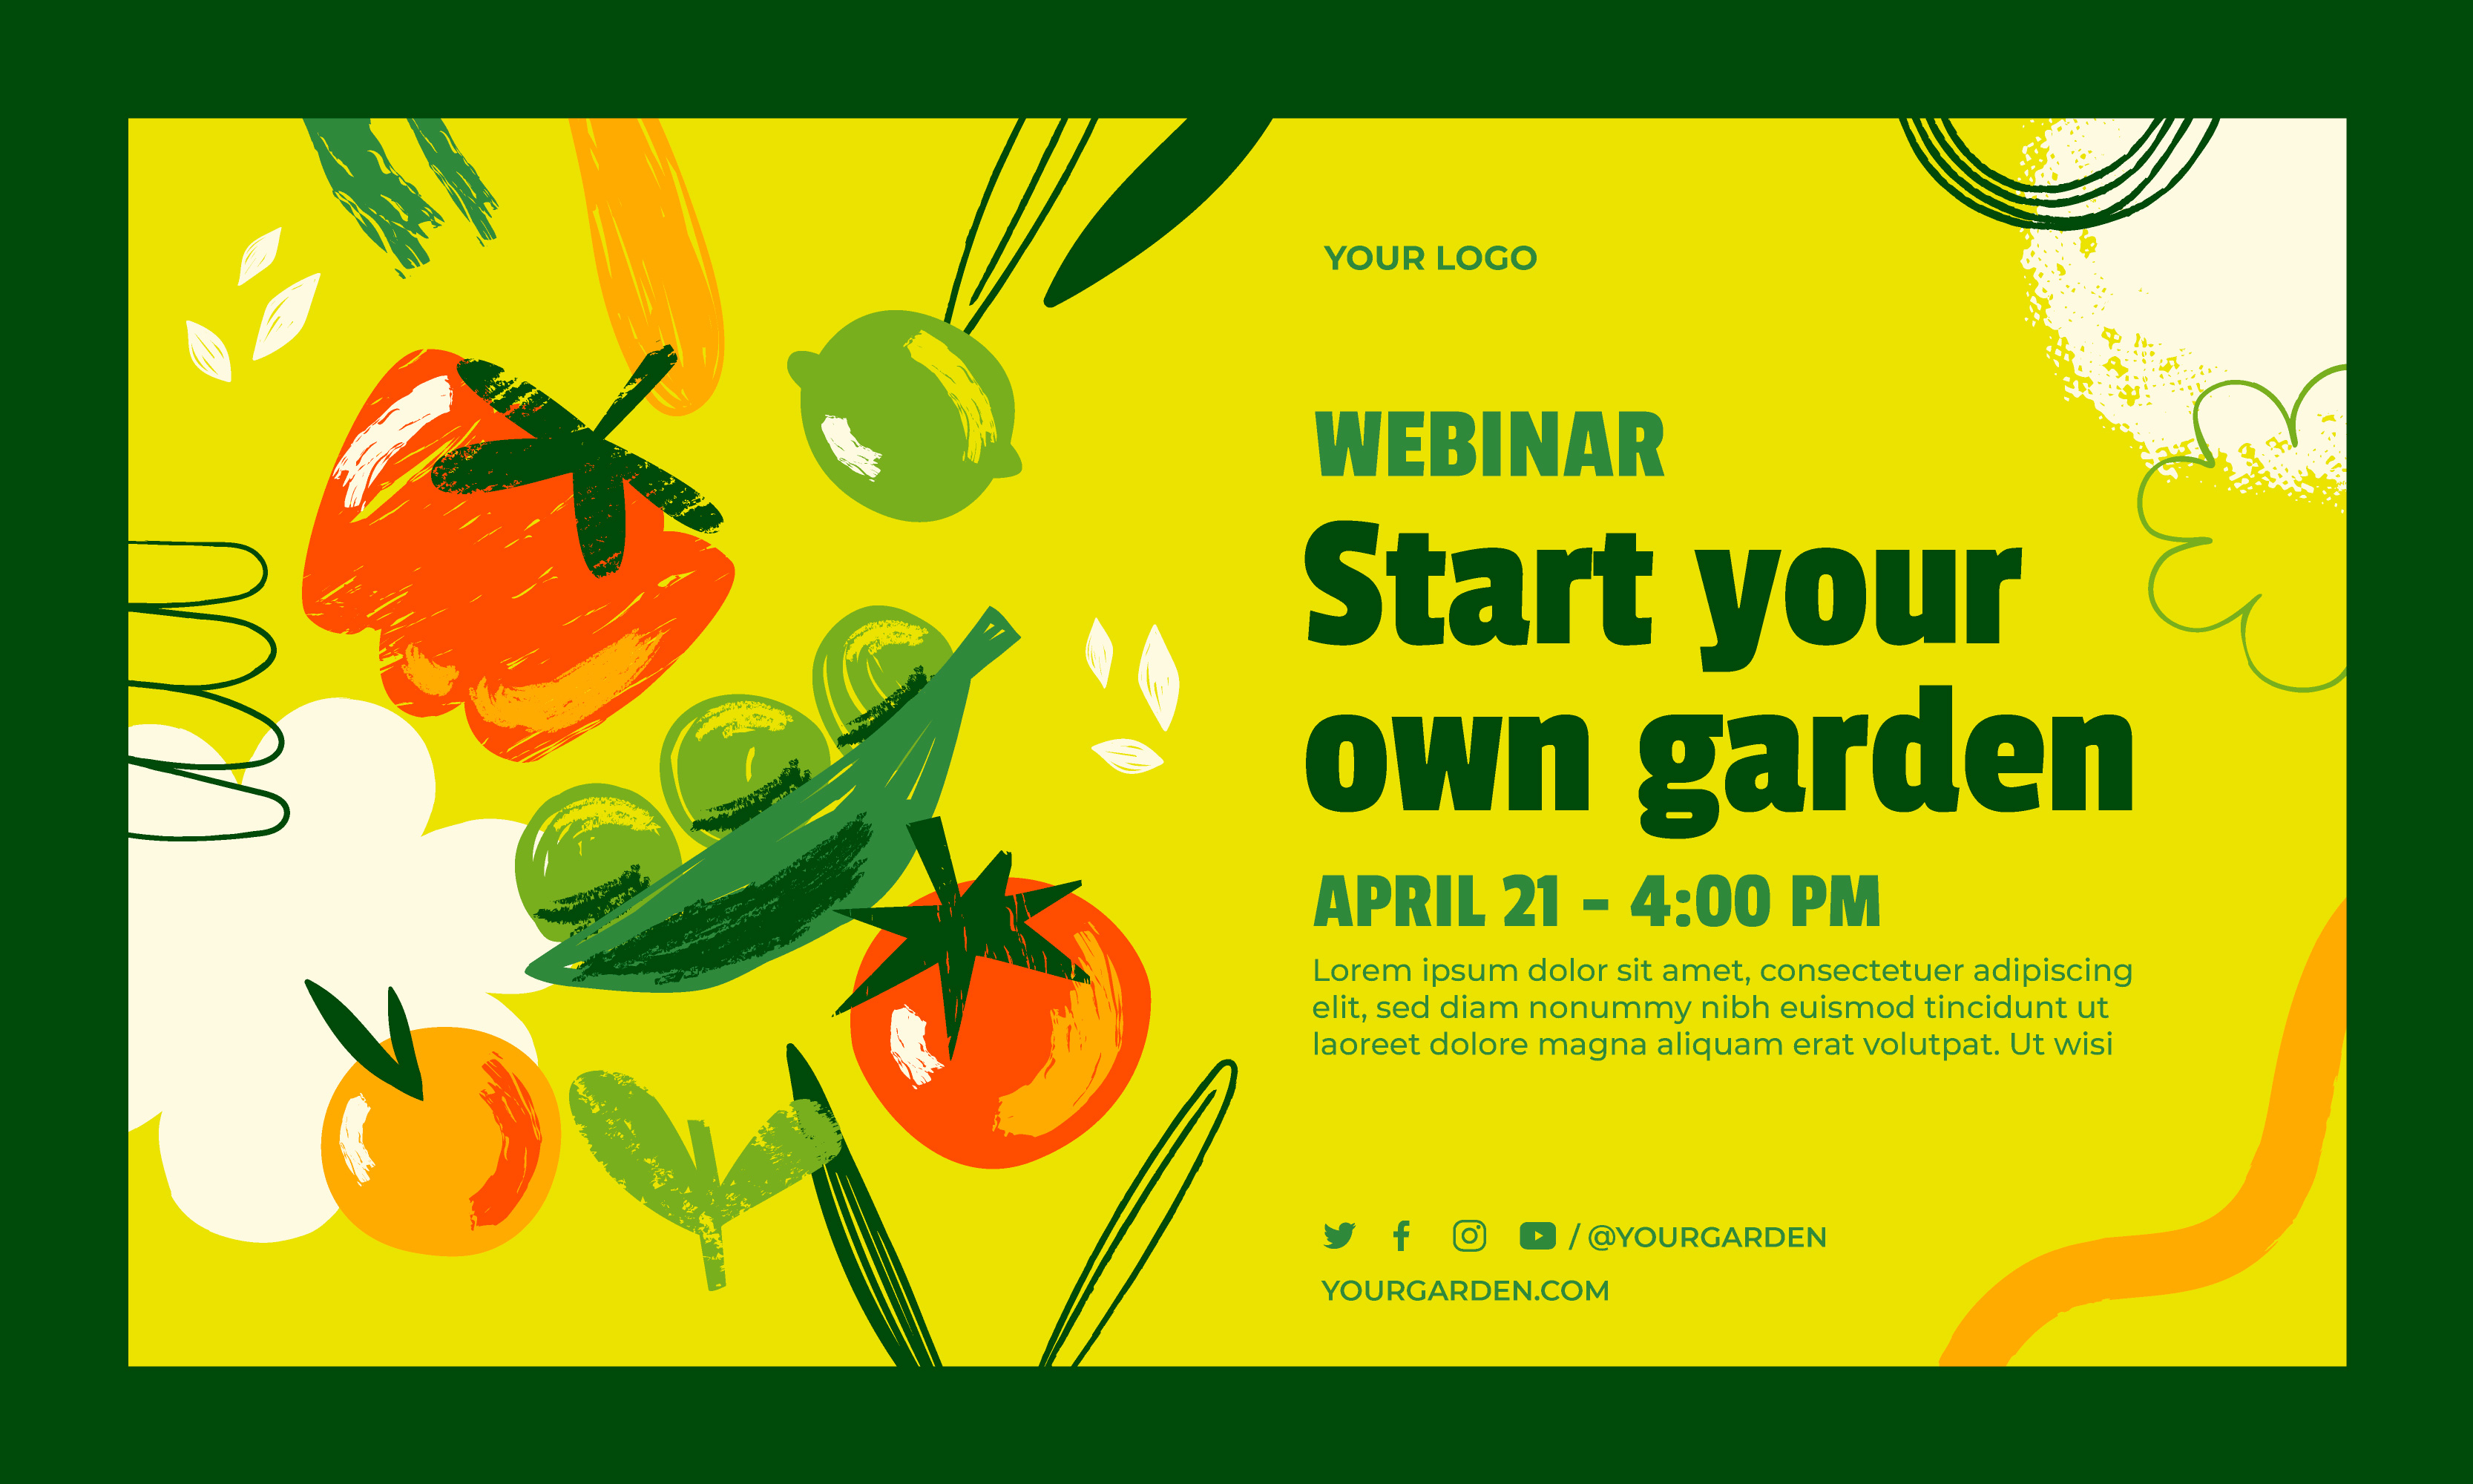 YOUR LOGO
WEBINAR
Start your
own garden
APRIL 21 - 4:00 PM
Lorem ipsum dolor sit amet, consectetuer adipiscing
elit, sed diam nonummy nibh euismod tincidunt ut
laoreet dolore magna aliquam erat volutpat. Ut wisi
/ @YOURGARDEN
YOURGARDEN.COM